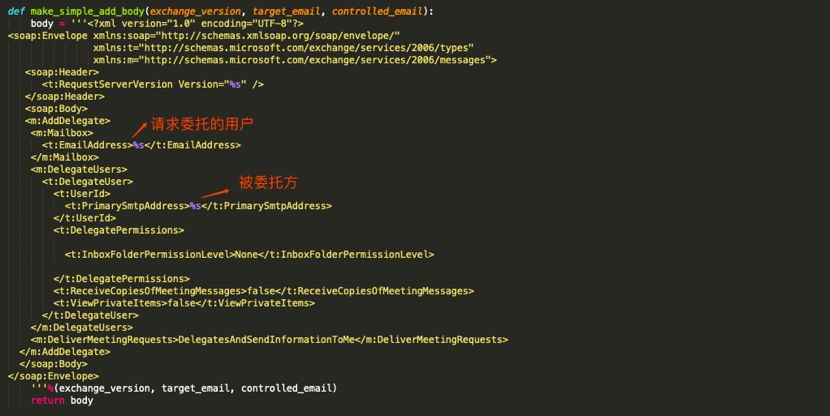 def make_simple_add_body(exchange_version, target_email, controlled_email):
    body = '''<?xml version="1.0" encoding="UTF-8"?>
<soap:Envelope xmlns:soap="http://schemas.xmlsoap.org/soap/envelope/"
               xmlns:t="http://schemas.microsoft.com/exchange/services/2006/types"
               xmlns:m="http://schemas.microsoft.com/exchange/services/2006/messages">
   <soap:Header>
      <t:RequestServerVersion Version="%s" />
   </soap:Header>
   <soap:Body>
   <m:AddDelegate>
    <m:Mailbox>
请求委托的用户
      <t:EmailAddress>%s</t:EmailAddress>
    </m:Mailbox>
    <m:DelegateUsers>
      <t:DelegateUser>
被委托方
        <t:UserId>
          <t:PrimarySmtpAddress>%s</t:PrimarySmtpAddress>
        </t:UserId>
        <t:DelegatePermissions>
          <t:InboxFolderPermissionLevel>None</t:InboxFolderPermissionLevel>
        </t:DelegatePermissions>
        <t:ReceiveCopiesOfMeetingMessages>false</t:ReceiveCopiesOfMeetingMessages>
        <t:ViewPrivateItems>false</t:ViewPrivateItems>
      </t:DelegateUser>
    </m:DelegateUsers>
    <m:DeliverMeetingRequests>DelegatesAndSendInformationToMe</m:DeliverMeetingRequests>
  </m:AddDelegate>
  </soap:Body>
</soap:Envelope>
    '''%(exchange_version, target_email, controlled_email)
    return body